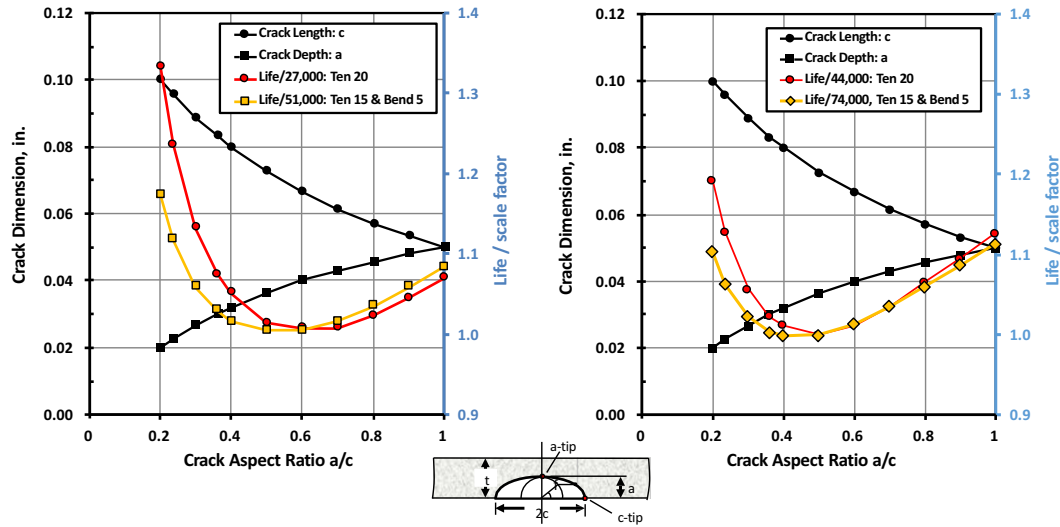 0.12
0.10
0.08
0.06
0.04
0.02
0.00
Crack Dimension, in.
Crack Length: c
Crack Depth: a
Life/27,000: Ten 20
Life/51,000: Ten 15 & Bend 5
1.4
1.3
1.2
1.1
1.0
0.9
Life / scale factor
0 0.2 0.4 0.6 0.8 1
Crack Aspect Ratio a/c
0.12
0.10
0.08
0.06
0.04
0.02
0.00
Crack Dimension, in.
Crack Length: c
Crack Depth: a
Life/44,000: Ten 20
Life/74,000, Ten 15 & Bend 5
1.4
1.3
1.2
1.1
1.0
0.9
Life / scale factor
0 0.2 0.4 0.6 0.8 1
Crack Aspect Ratio a/c
a-tip
t
a
2c
c-tip